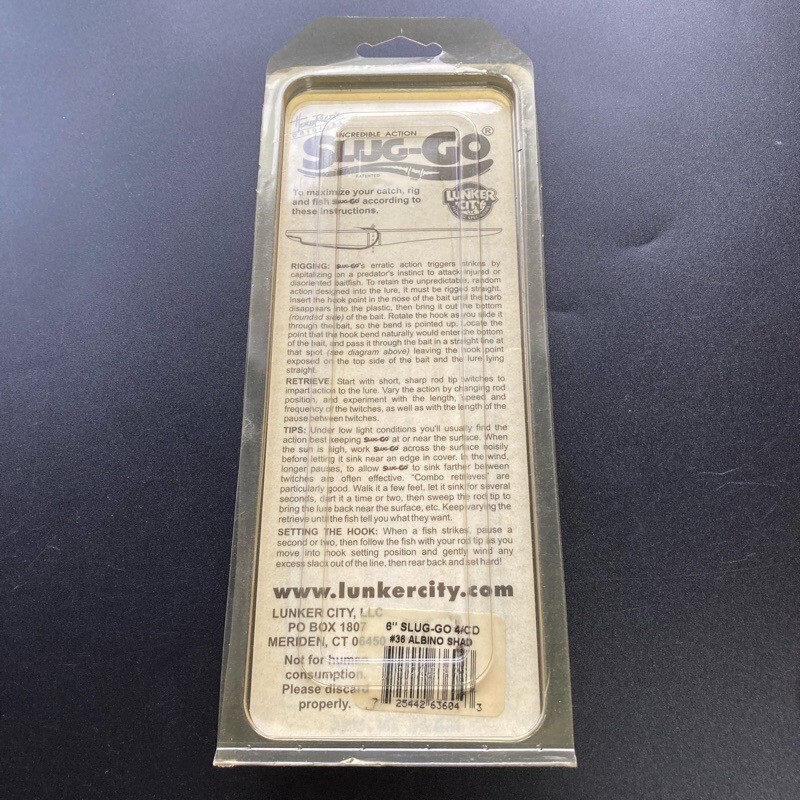 INCREDIBLE ACTION
SLUG-GO®
LUNKER
CITY
To maximize your catch, rig
and fish SLUG-GO according to
these instructions.
RIGGING: SLUG-GO's erratic action triggers strikes by
capitalizing on a predator's instinct to attack injured or
disoriented baitfish. To retain the unpredictable, random
action designed into the lure, it must be rigged straight.
Insert the hook point in the nose of the bait until the barb
disappears into the plastic, then bring it out the bottom
(rounded side) of the bait. Rotate the hook as you slide it
through the bait, so the bend is pointed up. Locate the
point that the hook bend naturally would enter the bottom
of the bait, and pass it through the bait in a straight line at
that spot (see diagram above) leaving the hook point
exposed on the top side of the bait and the lure lying
straight.
RETRIEVE: Start with short, sharp rod tip twitches to
impart action to the lure. Vary the action by changing rod
position, and experiment with the length, speed and
frequency of the twitches, as well as with the length of the
pause between twitches.
TIPS: Under low light conditions you'll usually find the
action best keeping SLUG-GO at or near the surface. When
the sun is high, work SLUG-GO across the surface noisily
before letting it sink near an edge in cover. In the wind,
longer pauses, to allow SLUG-GO to sink farther between
twitches are often effective. "Combo retrieves" are
particularly good. Walk it a few feet, let it sink for several
seconds, dart it a time or two, then sweep the rod tip to
bring the lure back near the surface, etc. Keep varying the
retrieve until the fish tell you what they want.
SETTING THE HOOK: When a fish strikes, pause a
second or two, then follow the fish with your rod tip as you
move into hook setting position and gently wind any
excess slack out of the line, then rear back and set hard!
www.lunkercity.com
LUNKER CITY, LLC
PO BOX 1807
MERIDEN, CT 06450
Not for human
consumption.
Please discard
properly.
6" SLUG-GO 4/CD
#36 ALBINO SHAD
7 25442 63604 3